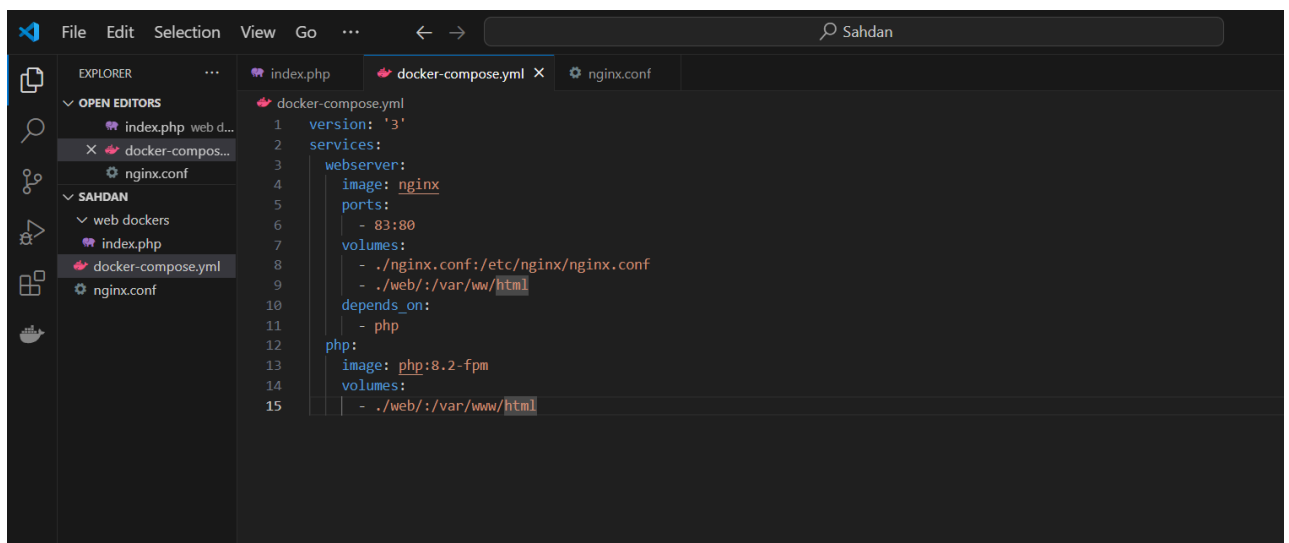 File Edit Selection View Go ··· ← → Sahdan
EXPLORER ···
index.php docker-compose.yml × nginx.conf
OPEN EDITORS
index.php web d...
× docker-compos...
nginx.conf
SAHDAN
web dockers
index.php
docker-compose.yml
nginx.conf
docker-compose.yml
1 version: '3'
2 services:
3 webserver:
4 image: nginx
5 ports:
6 - 83:80
7 volumes:
8 - ./nginx.conf:/etc/nginx/nginx.conf
9 - ./web/:/var/ww/html
10 depends_on:
11 - php
12 php:
13 image: php:8.2-fpm
14 volumes:
15 - ./web/:/var/www/html